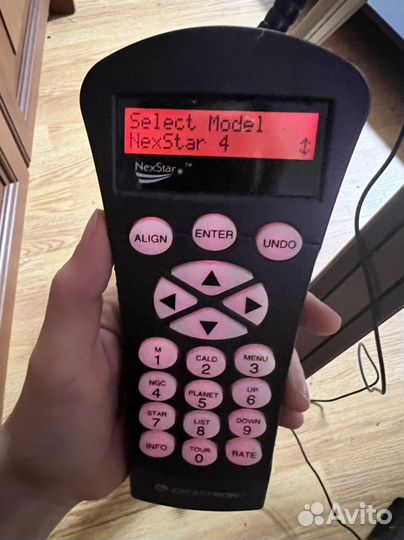 Select Model
NexStar 4
NexStar ™
ALIGN ENTER UNDO
M CALD MENU
1 2 3
NGC PLANET UP
4 5 6
STAR LIST DOWN
7 8 9
INFO TOUR RATE
0
CELESTRON
Avito